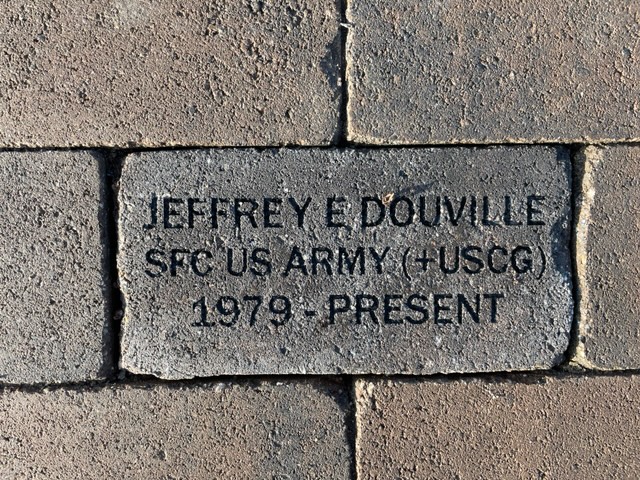 JEFFREY E DOUVILLE
SFC US ARMY (+USCG)
1979 - PRESENT